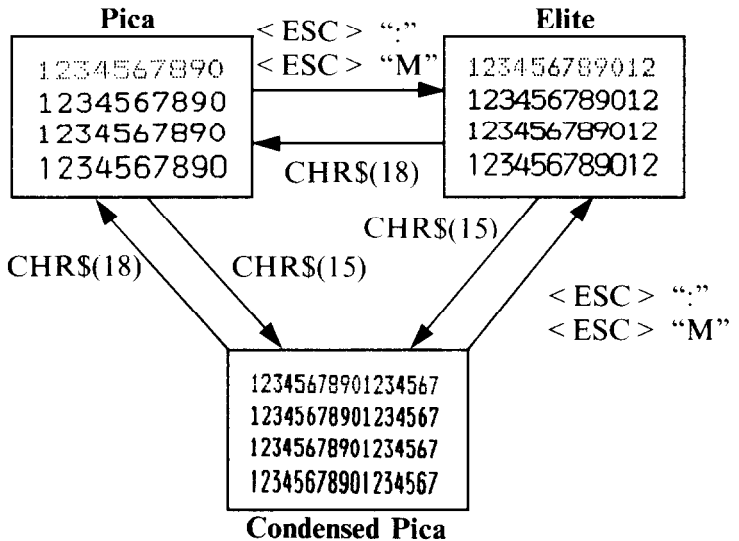 Pica
1234567890
1234567890
1234567890
1234567890
< ESC > “:”
< ESC > “M”
CHR$(18)
Elite
123456789012
123456789012
123456789012
123456789012
CHR$(18)
CHR$(15)
CHR$(15)
< ESC > “:”
< ESC > “M”
12345678901234567
12345678901234567
12345678901234567
12345678901234567
Condensed Pica